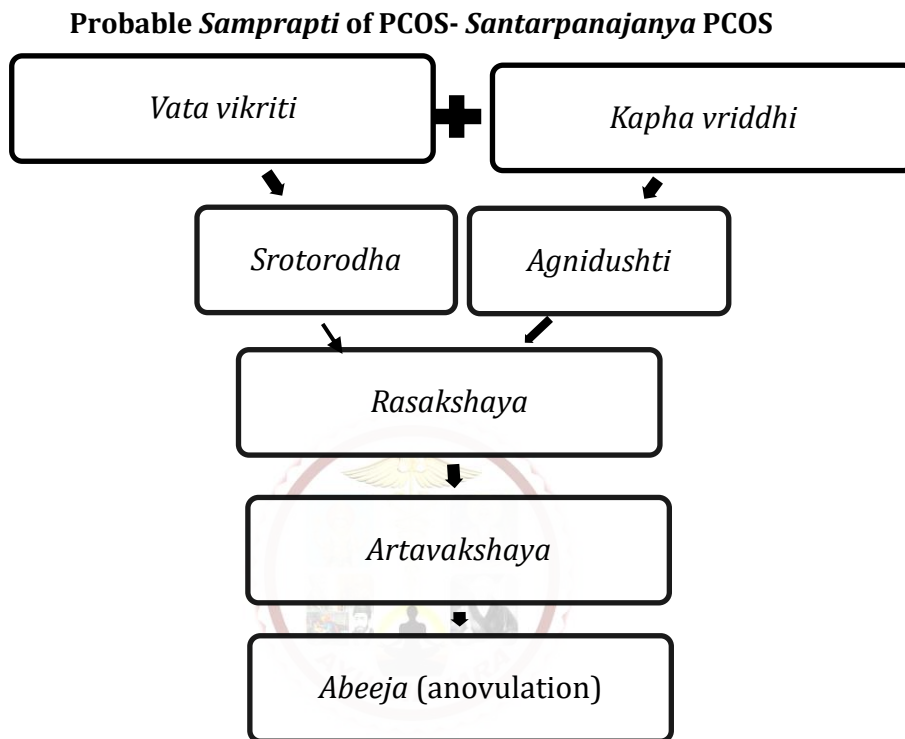 Probable Samprapti of PCOS- Santarpanajanya PCOS
Vata vikriti
Kapha vriddhi
Srotorodha
Agnidushti
Rasakshaya
Artavakshaya
Abeeja (anovulation)